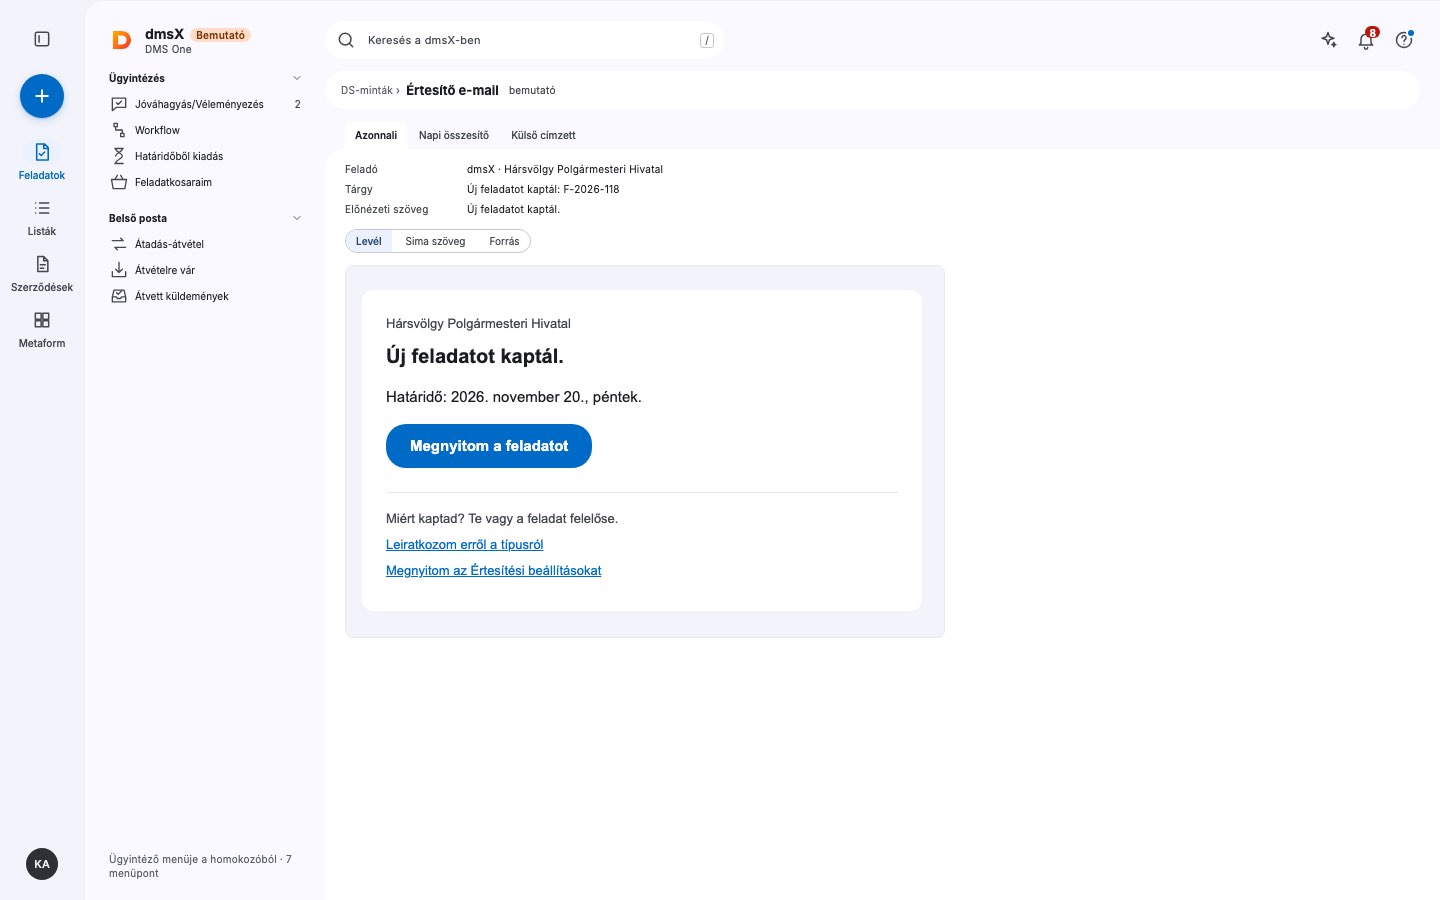 dmsX Bemutató
DMS One
Keresés a dmsX-ben /
8
Ügyintézés
Jóváhagyás/Véleményezés 2
Workflow
Határidőből kiadás
Feladatkosaraim
Belső posta
Átadás-átvétel
Átvételre vár
Átvett küldemények
Feladatok
Listák
Szerződések
Metaform
DS-minták › Értesítő e-mail bemutató
Azonnali Napi összesítő Külső címzett
Feladó dmsX · Hársvölgy Polgármesteri Hivatal
Tárgy Új feladatot kaptál: F-2026-118
Előnézeti szöveg Új feladatot kaptál.
Levél Sima szöveg Forrás
Hársvölgy Polgármesteri Hivatal
Új feladatot kaptál.
Határidő: 2026. november 20., péntek.
Megnyitom a feladatot
Miért kaptad? Te vagy a feladat felelőse.
Leiratkozom erről a típusról
Megnyitom az Értesítési beállításokat
KA
Ügyintéző menüje a homokozóból · 7
menüpont